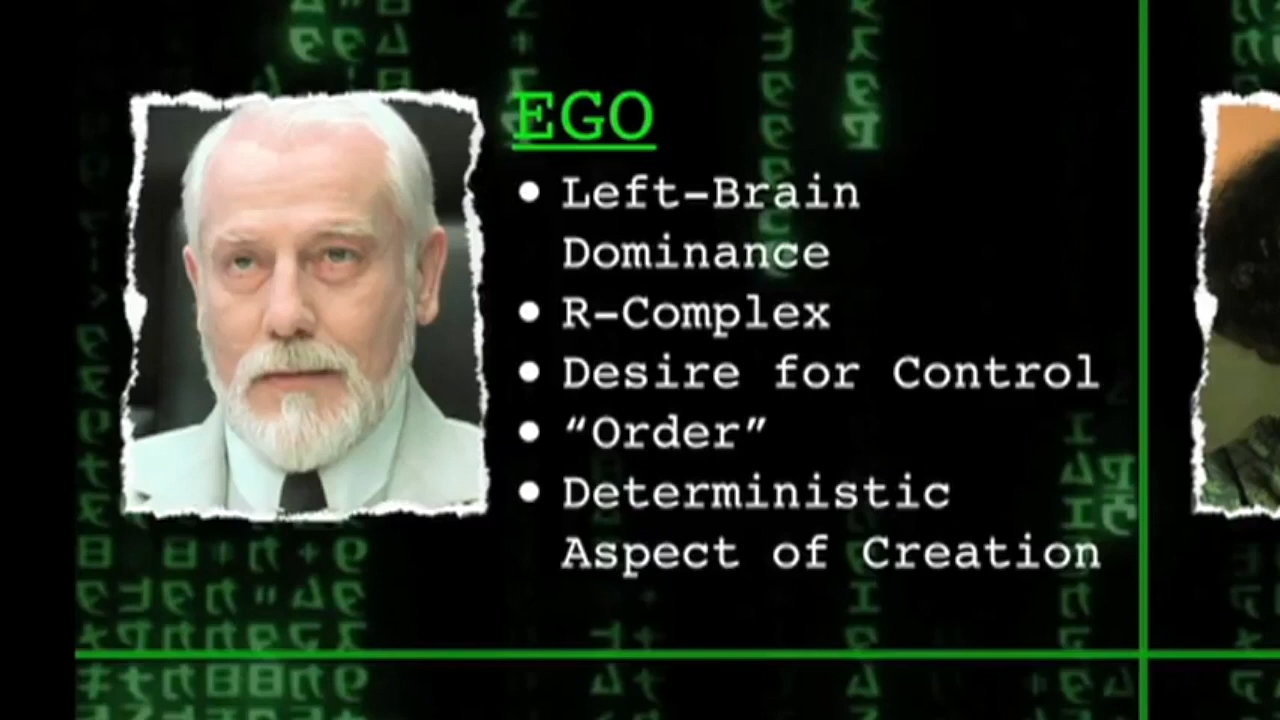 EGO
• Left-Brain
Dominance
• R-Complex
• Desire for Control
• “Order”
• Deterministic
Aspect of Creation